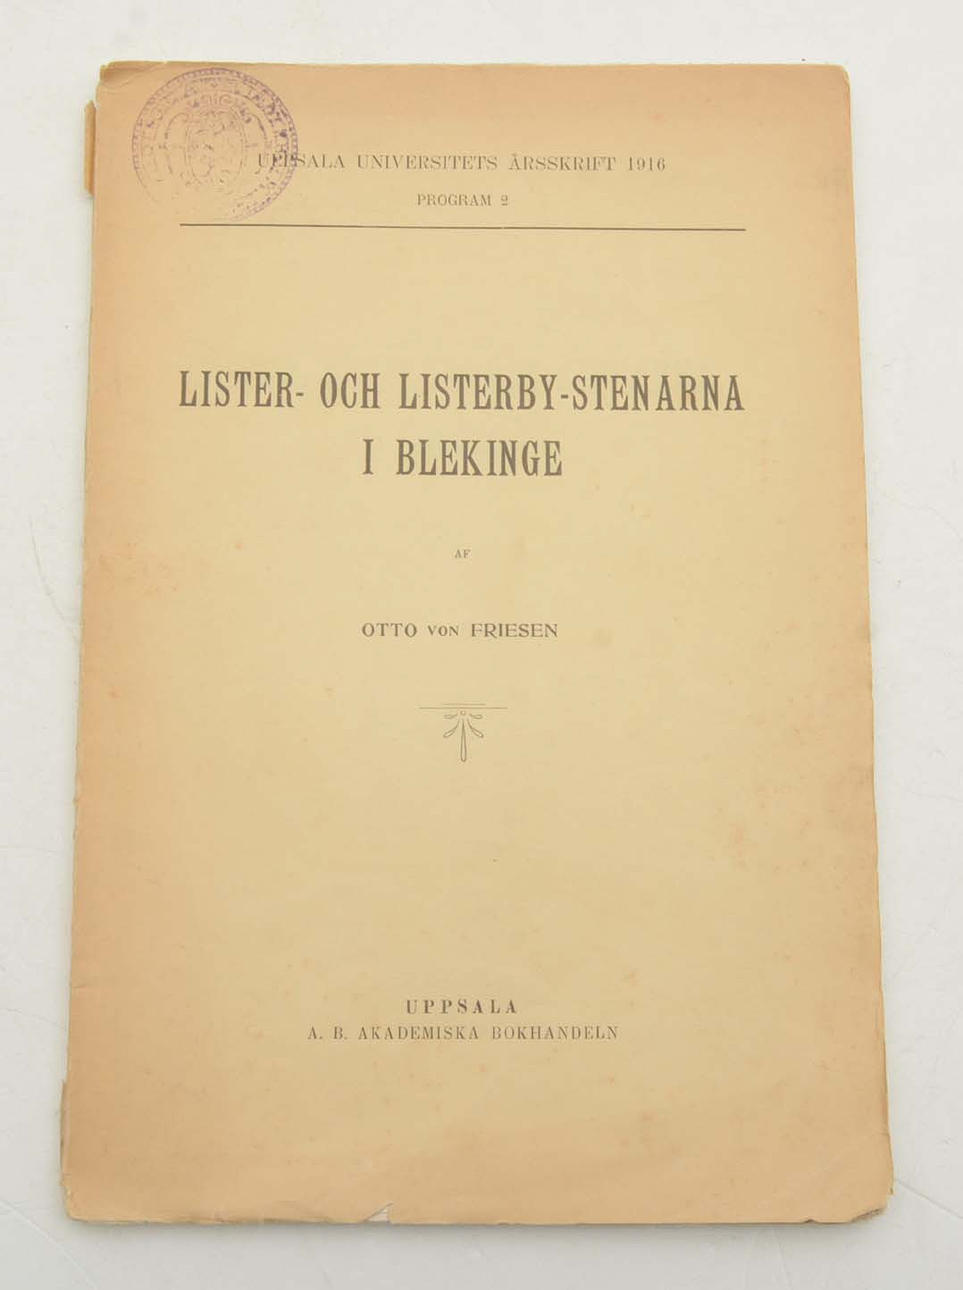 UPPSALA UNIVERSITETS ÅRSSKRIFT 1916
PROGRAM 2
LISTER- OCH LISTERBY-STENARNA
I BLEKINGE
AF
OTTO VON FRIESEN
UPPSALA
A. B. AKADEMISKA BOKHANDELN